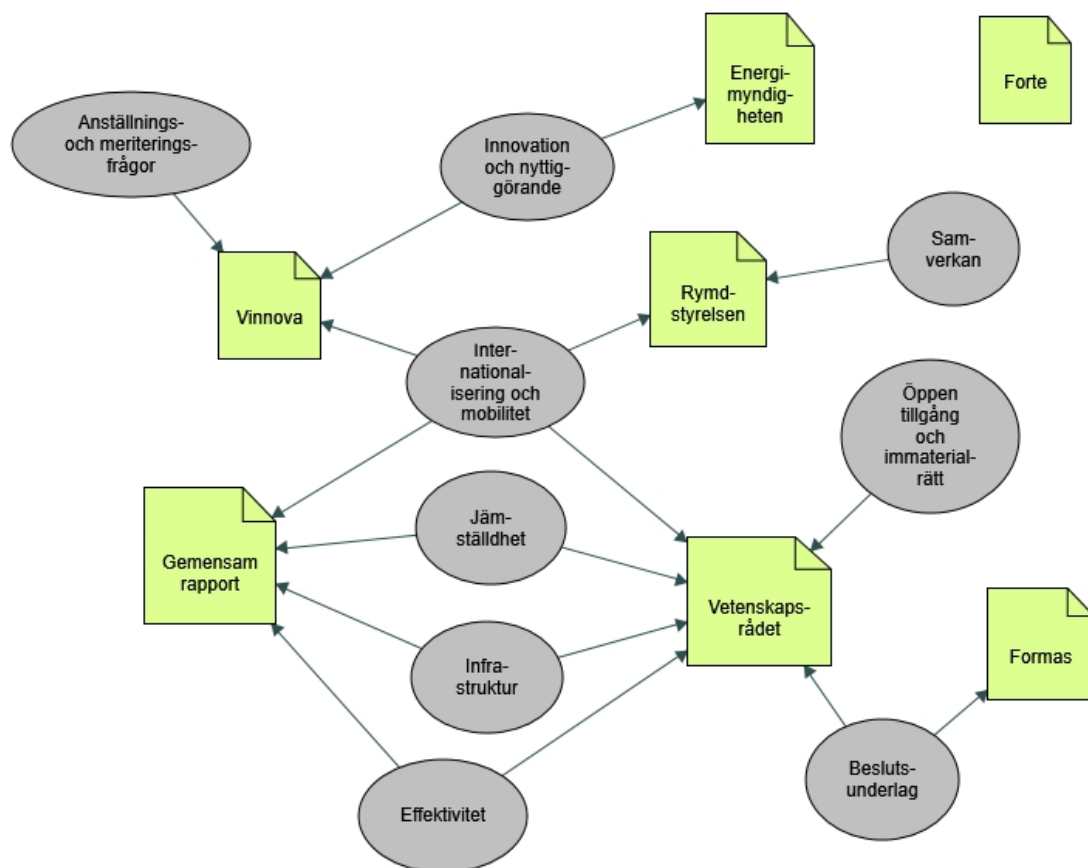 Energi-
myndig-
heten
Forte
Anställnings-
och meriterings-
frågor
Innovation
och nyttig-
görande
Sam-
verkan
Vinnova
Rymd-
styrelsen
Inter-
national-
isering och
mobilitet
Öppen
tillgång
och
immaterial-
rätt
Jäm-
ställdhet
Gemensam
rapport
Vetenskaps-
rådet
Formas
Infra-
struktur
Besluts-
underlag
Effektivitet